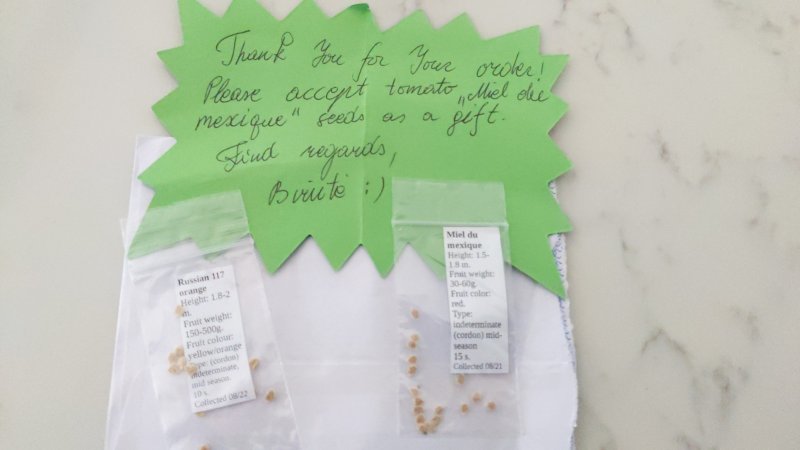 Thank You for Your order!
Please accept tomato „Miel du
mexique" seeds as a gift.
Kind regards,
Birutė :)
Russian 117
orange
Height: 1.8-2
m.
Fruit weight:
150-500g.
Fruit colour:
yellow/orange
Type: (cordon)
indeterminate,
mid season.
10 s.
Collected 08/22
Miel du
mexique
Height: 1.5-
1.8 m.
Fruit weight:
30-60g.
Fruit color:
red.
Type:
indeterminate
(cordon) mid-
season
15 s.
Collected 08/21